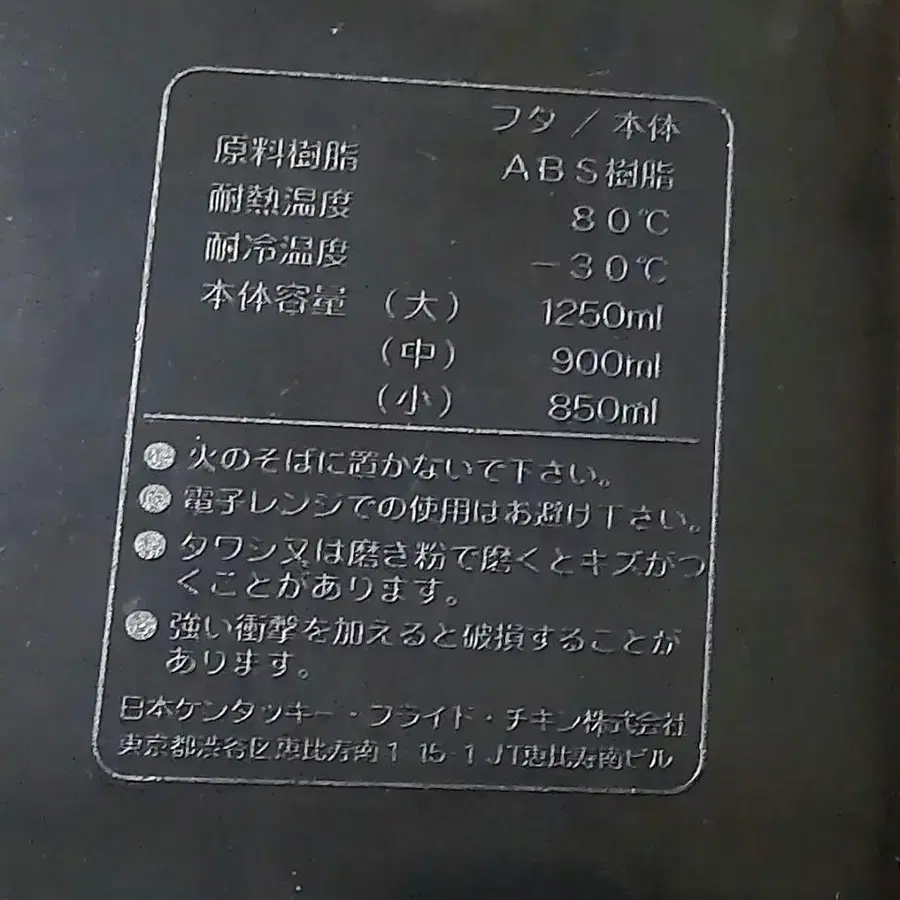 フタ / 本体
原料樹脂 ABS樹脂
耐熱温度 80℃
耐冷温度 −30℃
本体容量 (大) 1250ml
(中) 900ml
(小) 850ml
●火のそばに置かないで下さい。
●電子レンジでの使用はお避け下さい。
●タワシ又は磨き粉で磨くとキズがつ
くことがあります。
●強い衝撃を加えると破損することが
あります。
日本ケンタッキー・フライド・チキン株式会社
東京都渋谷区恵比寿南1-15-1 JT恵比寿南ビル